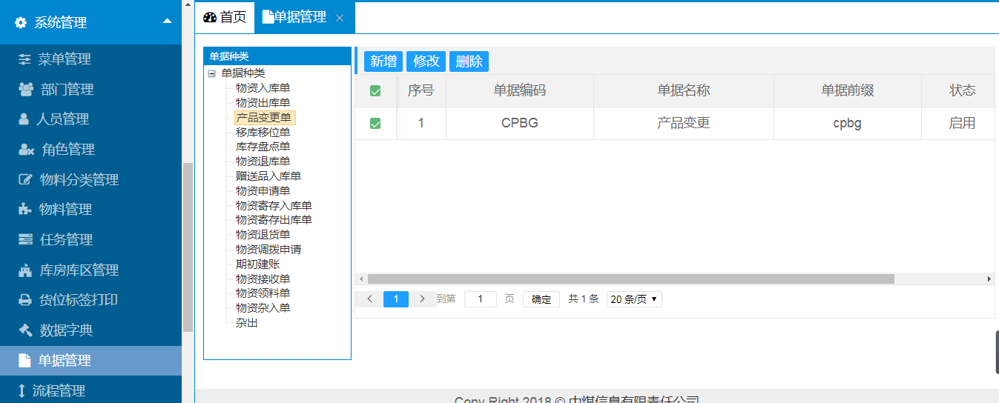 系统管理
菜单管理
部门管理
人员管理
角色管理
物料分类管理
物料管理
任务管理
库房库区管理
货位标签打印
数据字典
单据管理
流程管理
首页 单据管理
单据种类
单据种类
物资入库单
物资出库单
产品变更单
移库移位单
库存盘点单
物资退库单
赠送品入库单
物资申请单
物资寄存入库单
物资寄存出库单
物资退货单
物资调拨申请
期初建账
物资接收单
物资领料单
物资杂入单
杂出
新增 修改 删除
序号 单据编码 单据名称 单据前缀 状态
1 CPBG 产品变更 cpbg 启用
1 到第 1 页 确定 共 1 条 20 条/页
Copy Right 2018 © 中煤信息有限责任公司